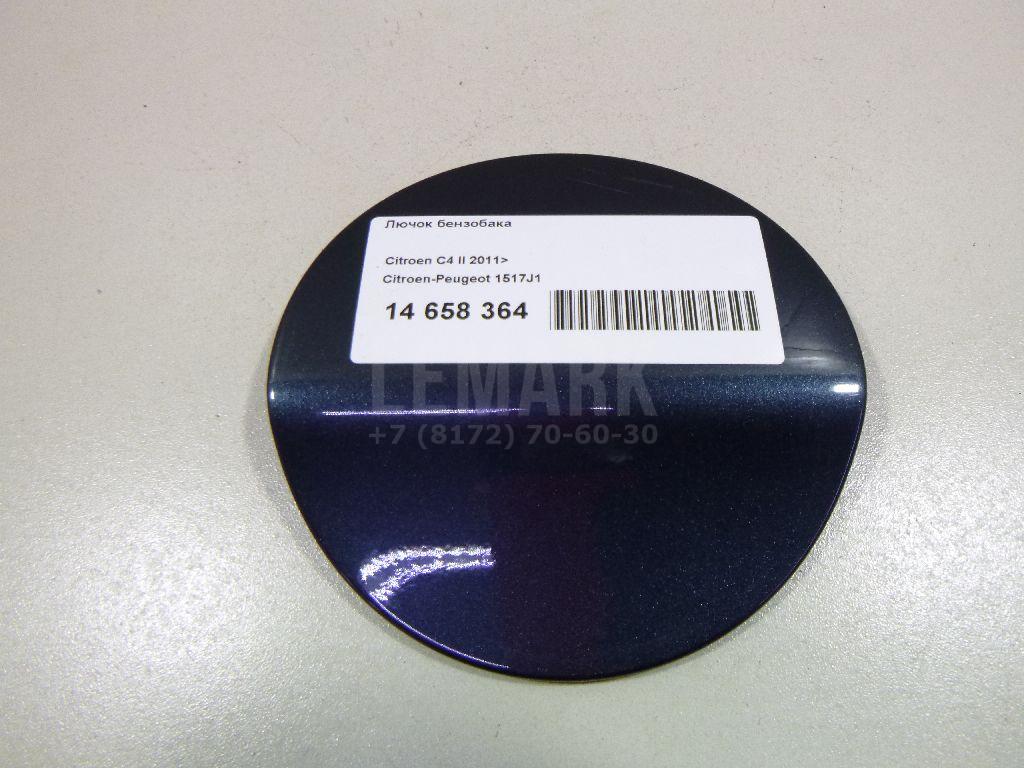 Лючок бензобака
Citroen C4 II 2011>
Citroen-Peugeot 1517J1
14 658 364
LEMARK
+7 (8172) 70-60-30